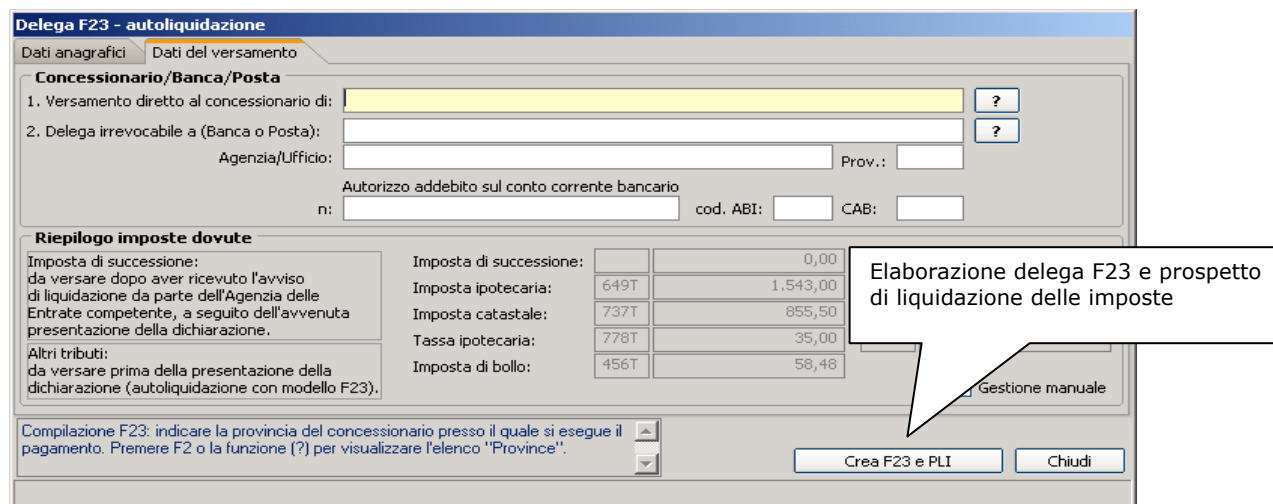 Delega F23 - autoliquidazione
Dati anagrafici
Dati del versamento
Concessionario/Banca/Posta
1. Versamento diretto al concessionario di:
?
2. Delega irrevocabile a (Banca o Posta):
?
Agenzia/Ufficio:
Prov.:
Autorizzo addebito sul conto corrente bancario
n:
cod. ABI:
CAB:
Riepilogo imposte dovute
Imposta di successione:
da versare dopo aver ricevuto l'avviso
di liquidazione da parte dell'Agenzia delle
Entrate competente, a seguito dell'avvenuta
presentazione della dichiarazione.
Altri tributi:
da versare prima della presentazione della
dichiarazione (autoliquidazione con modello F23).
Imposta di successione: 0,00
Imposta ipotecaria: 649T 1.543,00
Imposta catastale: 737T 855,50
Tassa ipotecaria: 778T 35,00
Imposta di bollo: 456T 58,48
Elaborazione delega F23 e prospetto
di liquidazione delle imposte
Gestione manuale
Compilazione F23: indicare la provincia del concessionario presso il quale si esegue il
pagamento. Premere F2 o la funzione (?) per visualizzare l'elenco "Province".
Crea F23 e PLI
Chiudi